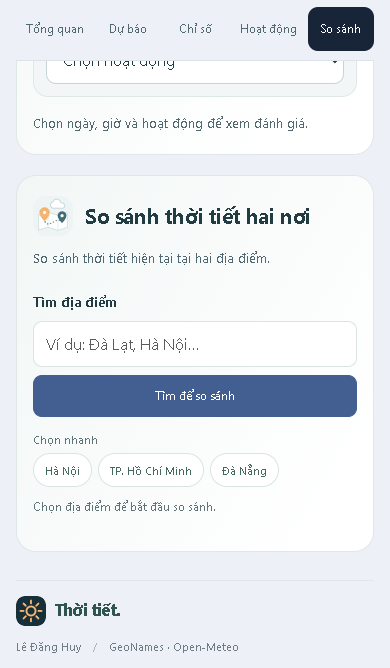 Tổng quan
Dự báo
Chỉ số
Hoạt động
So sánh
Chọn hoạt động
Chọn ngày, giờ và hoạt động để xem đánh giá.
So sánh thời tiết hai nơi
So sánh thời tiết hiện tại tại hai địa điểm.
Tìm địa điểm
Ví dụ: Đà Lạt, Hà Nội...
Tìm để so sánh
Chọn nhanh
Hà Nội
TP. Hồ Chí Minh
Đà Nẵng
Chọn địa điểm để bắt đầu so sánh.
Thời tiết.
Lê Đăng Huy / GeoNames · Open-Meteo